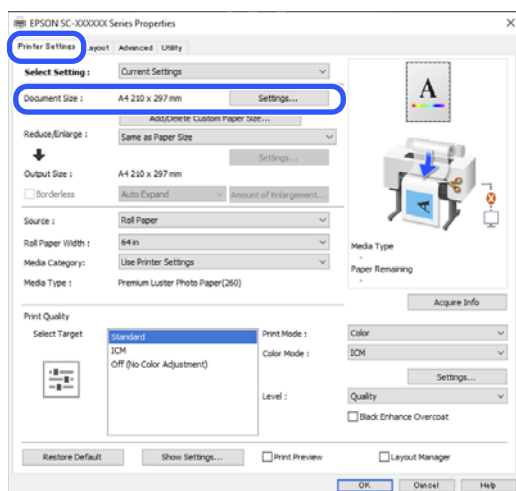 EPSON SC-XXXXXX Series Properties
Printer Settings ayout Advanced Utility
Select Setting : Current Settings
Document Size : A4 210 x 297 mm Settings...
Add/Delete Custom Paper Size...
Reduce/Enlarge : Same as Paper Size
Settings...
Output Size : A4 210 x 297 mm
Borderless Auto Expand Amount of Enlargement...
Source : Roll Paper
Roll Paper Width : 64 in
Media Category: Use Printer Settings
Media Type : Premium Luster Photo Paper(260)
A
A
Media Type
-
Paper Remaining
-
Acquire Info
Print Quality
Select Target
Standard
ICM
Off (No Color Adjustment)
Print Mode : Color
Color Mode : ICM
Settings...
Level : Quality
Black Enhance Overcoat
Restore Default Show Settings... Print Preview Layout Manager
OK Cancel Help